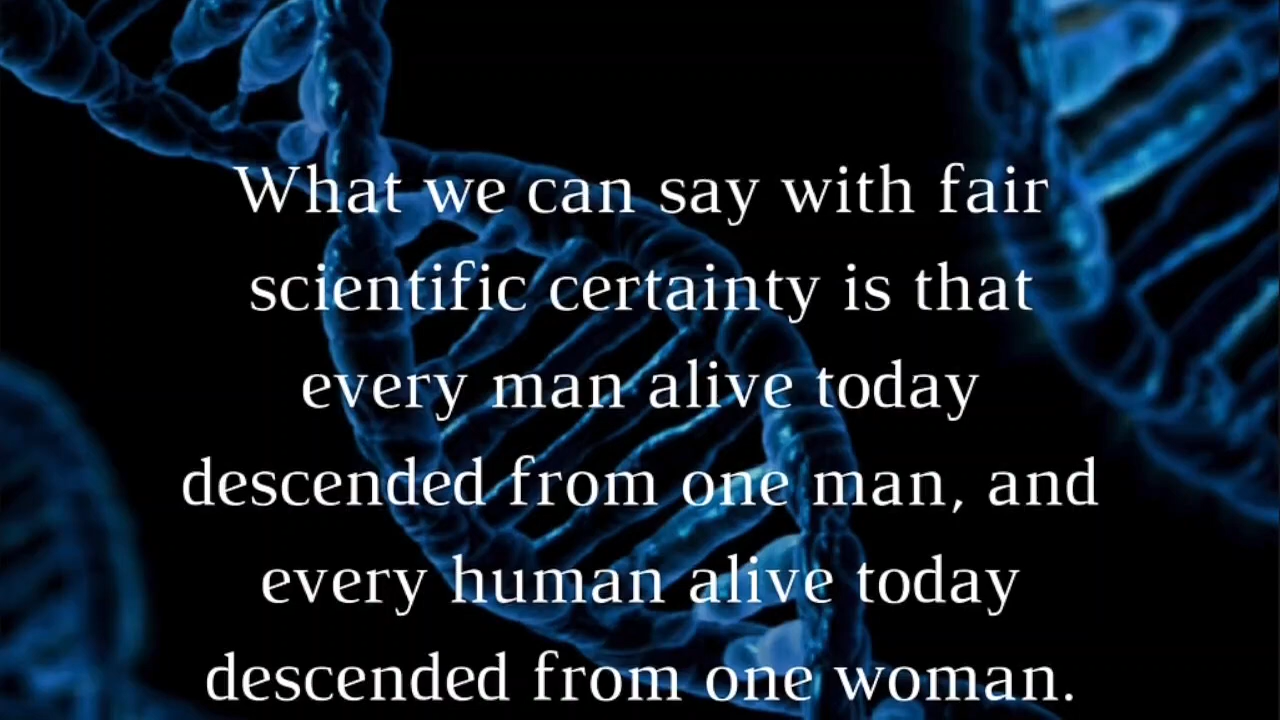 What we can say with fair
scientific certainty is that
every man alive today
descended from one man, and
every human alive today
descended from one woman.